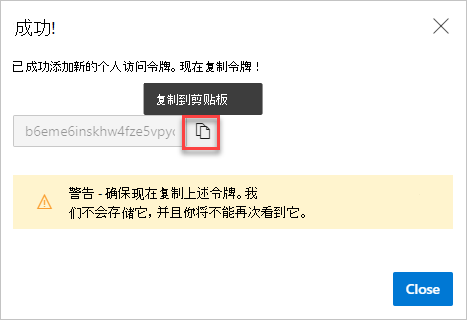 成功!
已成功添加新的个人访问令牌。现在复制令牌！
复制到剪贴板
b6eme6inskhw4fze5vpyc
警告 - 确保现在复制上述令牌。我
们不会存储它，并且你将不能再次看到它。
Close